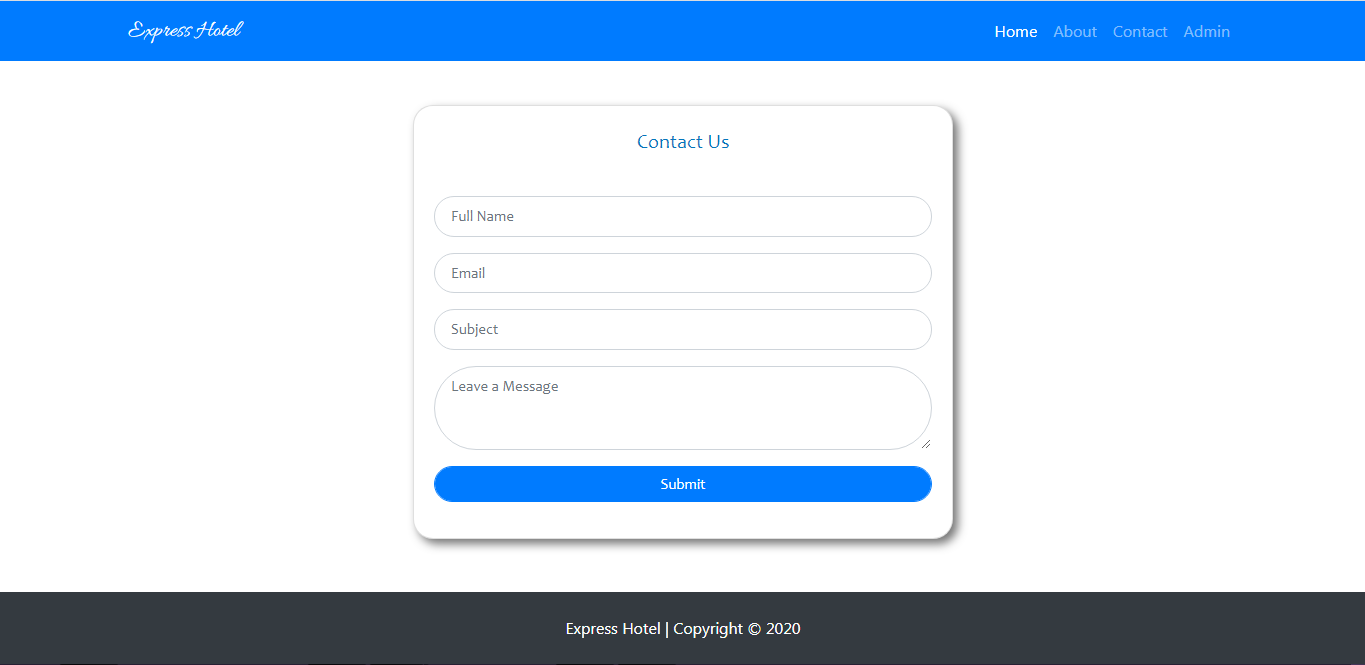 Express Hotel
Home About Contact Admin
Contact Us
Full Name
Email
Subject
Leave a Message
Submit
Express Hotel | Copyright © 2020